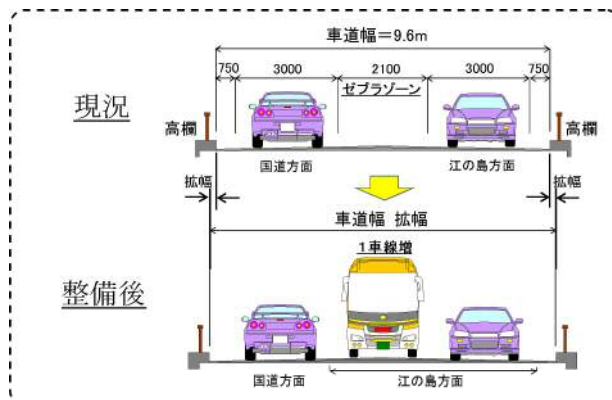 車道幅＝9.6m
750 3000 2100 3000 750
ゼブラゾーン
現況
高欄 高欄
国道方面 江の島方面
拡幅 拡幅
車道幅 拡幅
1車線増
整備後
国道方面 江の島方面